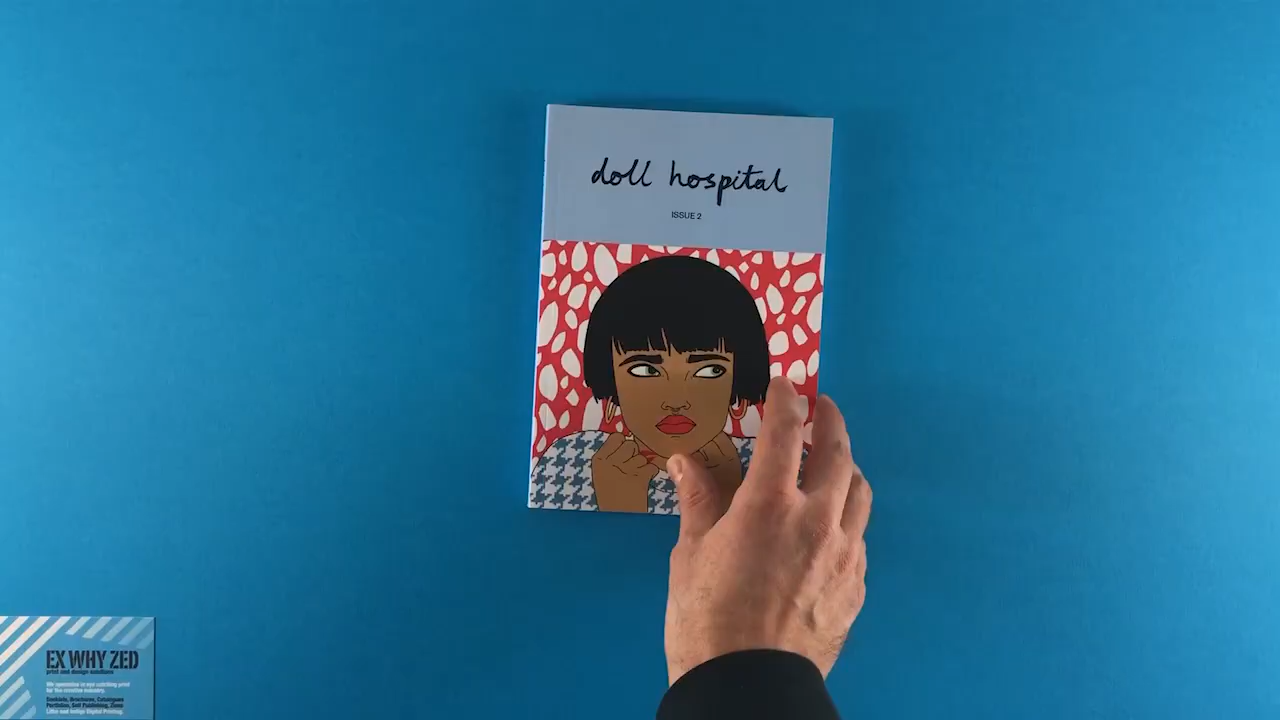 doll hospital
ISSUE 2
EX WHY ZED
print and design solutions
We specialise in eye catching print
for the creative industry.
Booklets, Brochures, Catalogues
Portfolios, Self Publishing, Zines
Litho and Indigo Digital Printing.